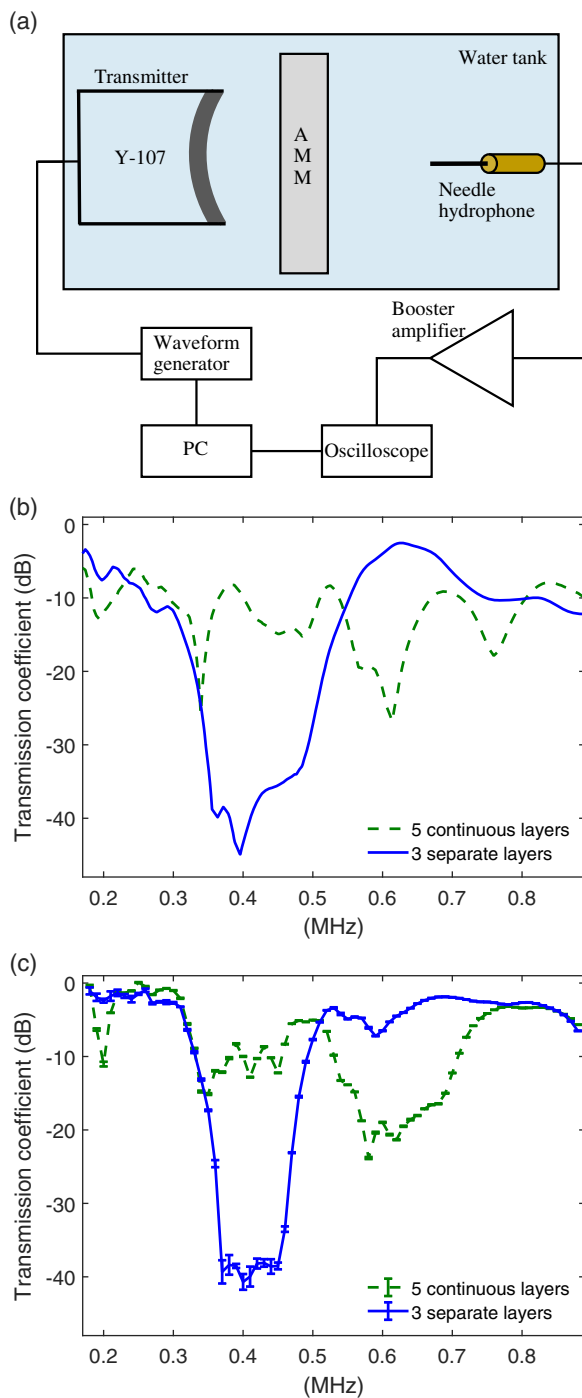 (a)
Water tank
Transmitter
Y-107
A
M
M
Needle
hydrophone
Booster
amplifier
Waveform
generator
PC
Oscilloscope
(b)
Transmission coefficient (dB)
0
-10
-20
-30
-40
5 continuous layers
3 separate layers
0.2 0.3 0.4 0.5 0.6 0.7 0.8
(MHz)
(c)
Transmission coefficient (dB)
0
-10
-20
-30
-40
5 continuous layers
3 separate layers
0.2 0.3 0.4 0.5 0.6 0.7 0.8
(MHz)